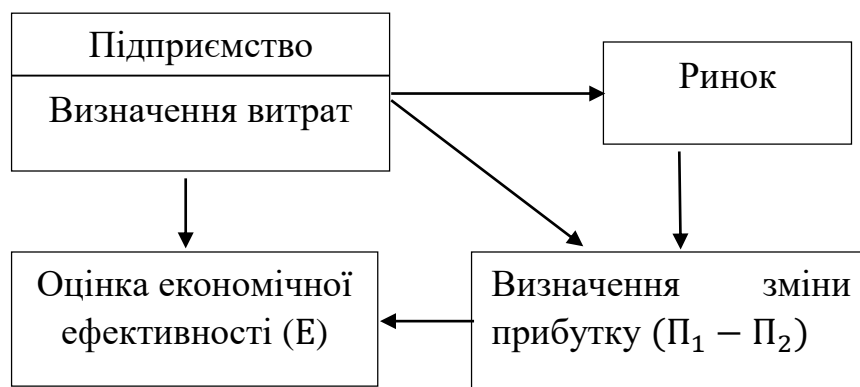 Підприємство
Визначення витрат
Ринок
Оцінка економічної
ефективності (Е)
Визначення зміни
прибутку (П₁ − П₂)